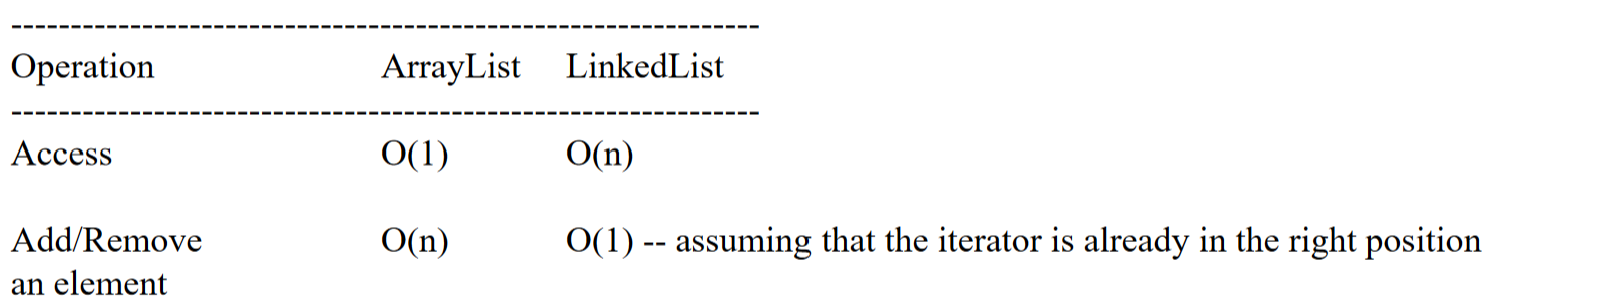 ---------------------------------------------------------------
Operation ArrayList LinkedList
---------------------------------------------------------------
Access O(1) O(n)
Add/Remove O(n) O(1) -- assuming that the iterator is already in the right position
an element